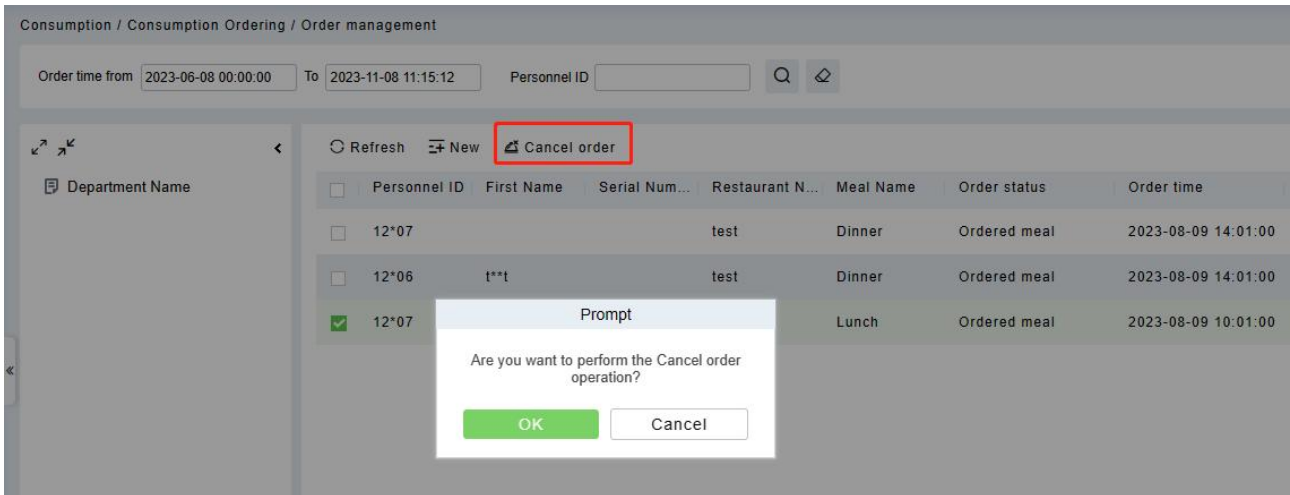 Consumption / Consumption Ordering / Order management
Order time from 2023-06-08 00:00:00 To 2023-11-08 11:15:12 Personnel ID
Refresh New Cancel order
Department Name
Personnel ID First Name Serial Num... Restaurant N... Meal Name Order status Order time
12*07 test Dinner Ordered meal 2023-08-09 14:01:00
12*06 t**t test Dinner Ordered meal 2023-08-09 14:01:00
12*07 Lunch Ordered meal 2023-08-09 10:01:00
Prompt
Are you want to perform the Cancel order
operation?
OK Cancel